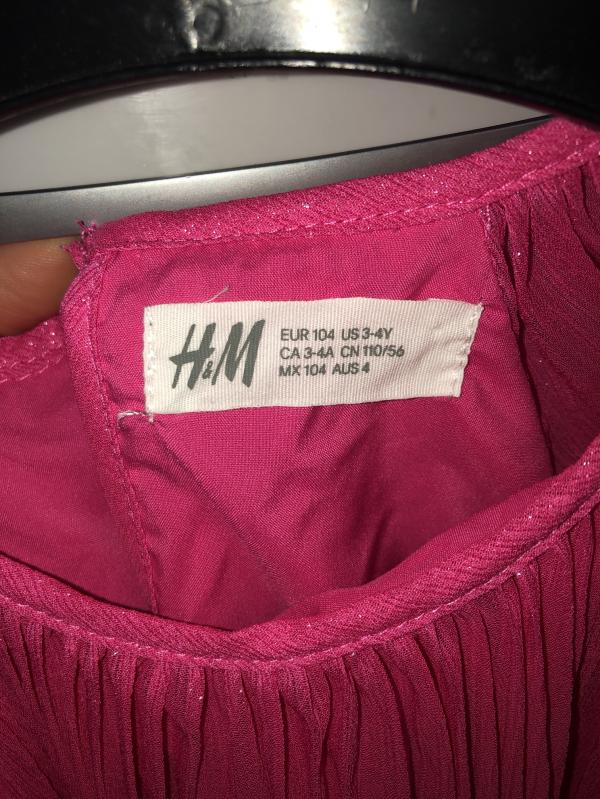 H&M
EUR 104 US 3-4Y
CA 3-4A CN 110/56
MX 104 AUS 4